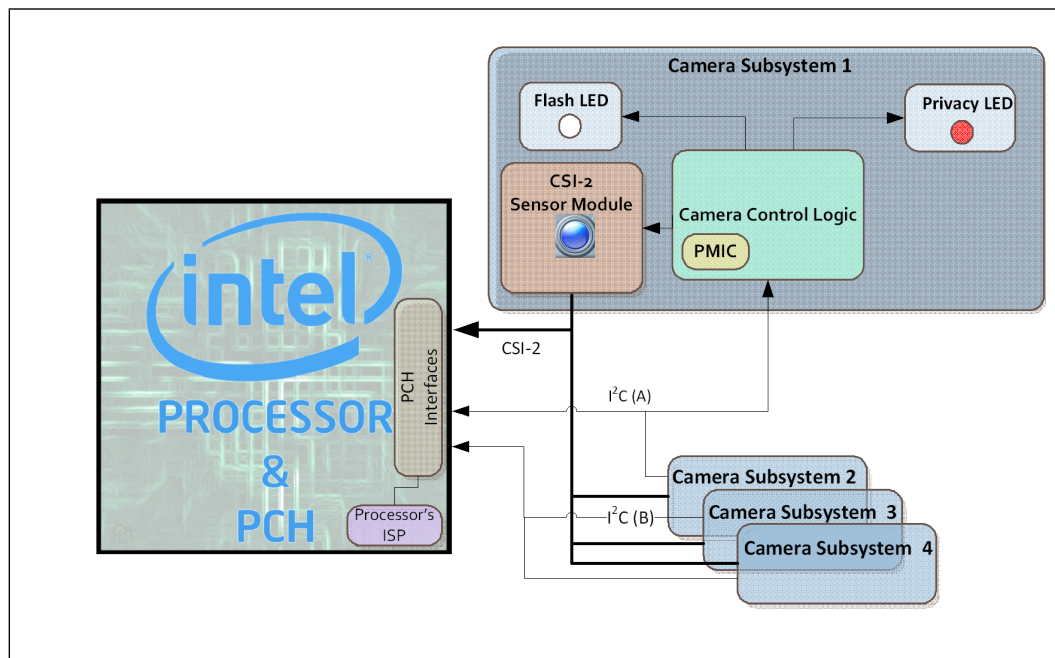 Camera Subsystem 1
Flash LED
Privacy LED
CSI-2
Sensor Module
Camera Control Logic
PMIC
intel
®
PROCESSOR
&
PCH
PCH
Interfaces
Processor's
ISP
CSI-2
I²C (A)
I²C (B)
Camera Subsystem 2
Camera Subsystem 3
Camera Subsystem 4